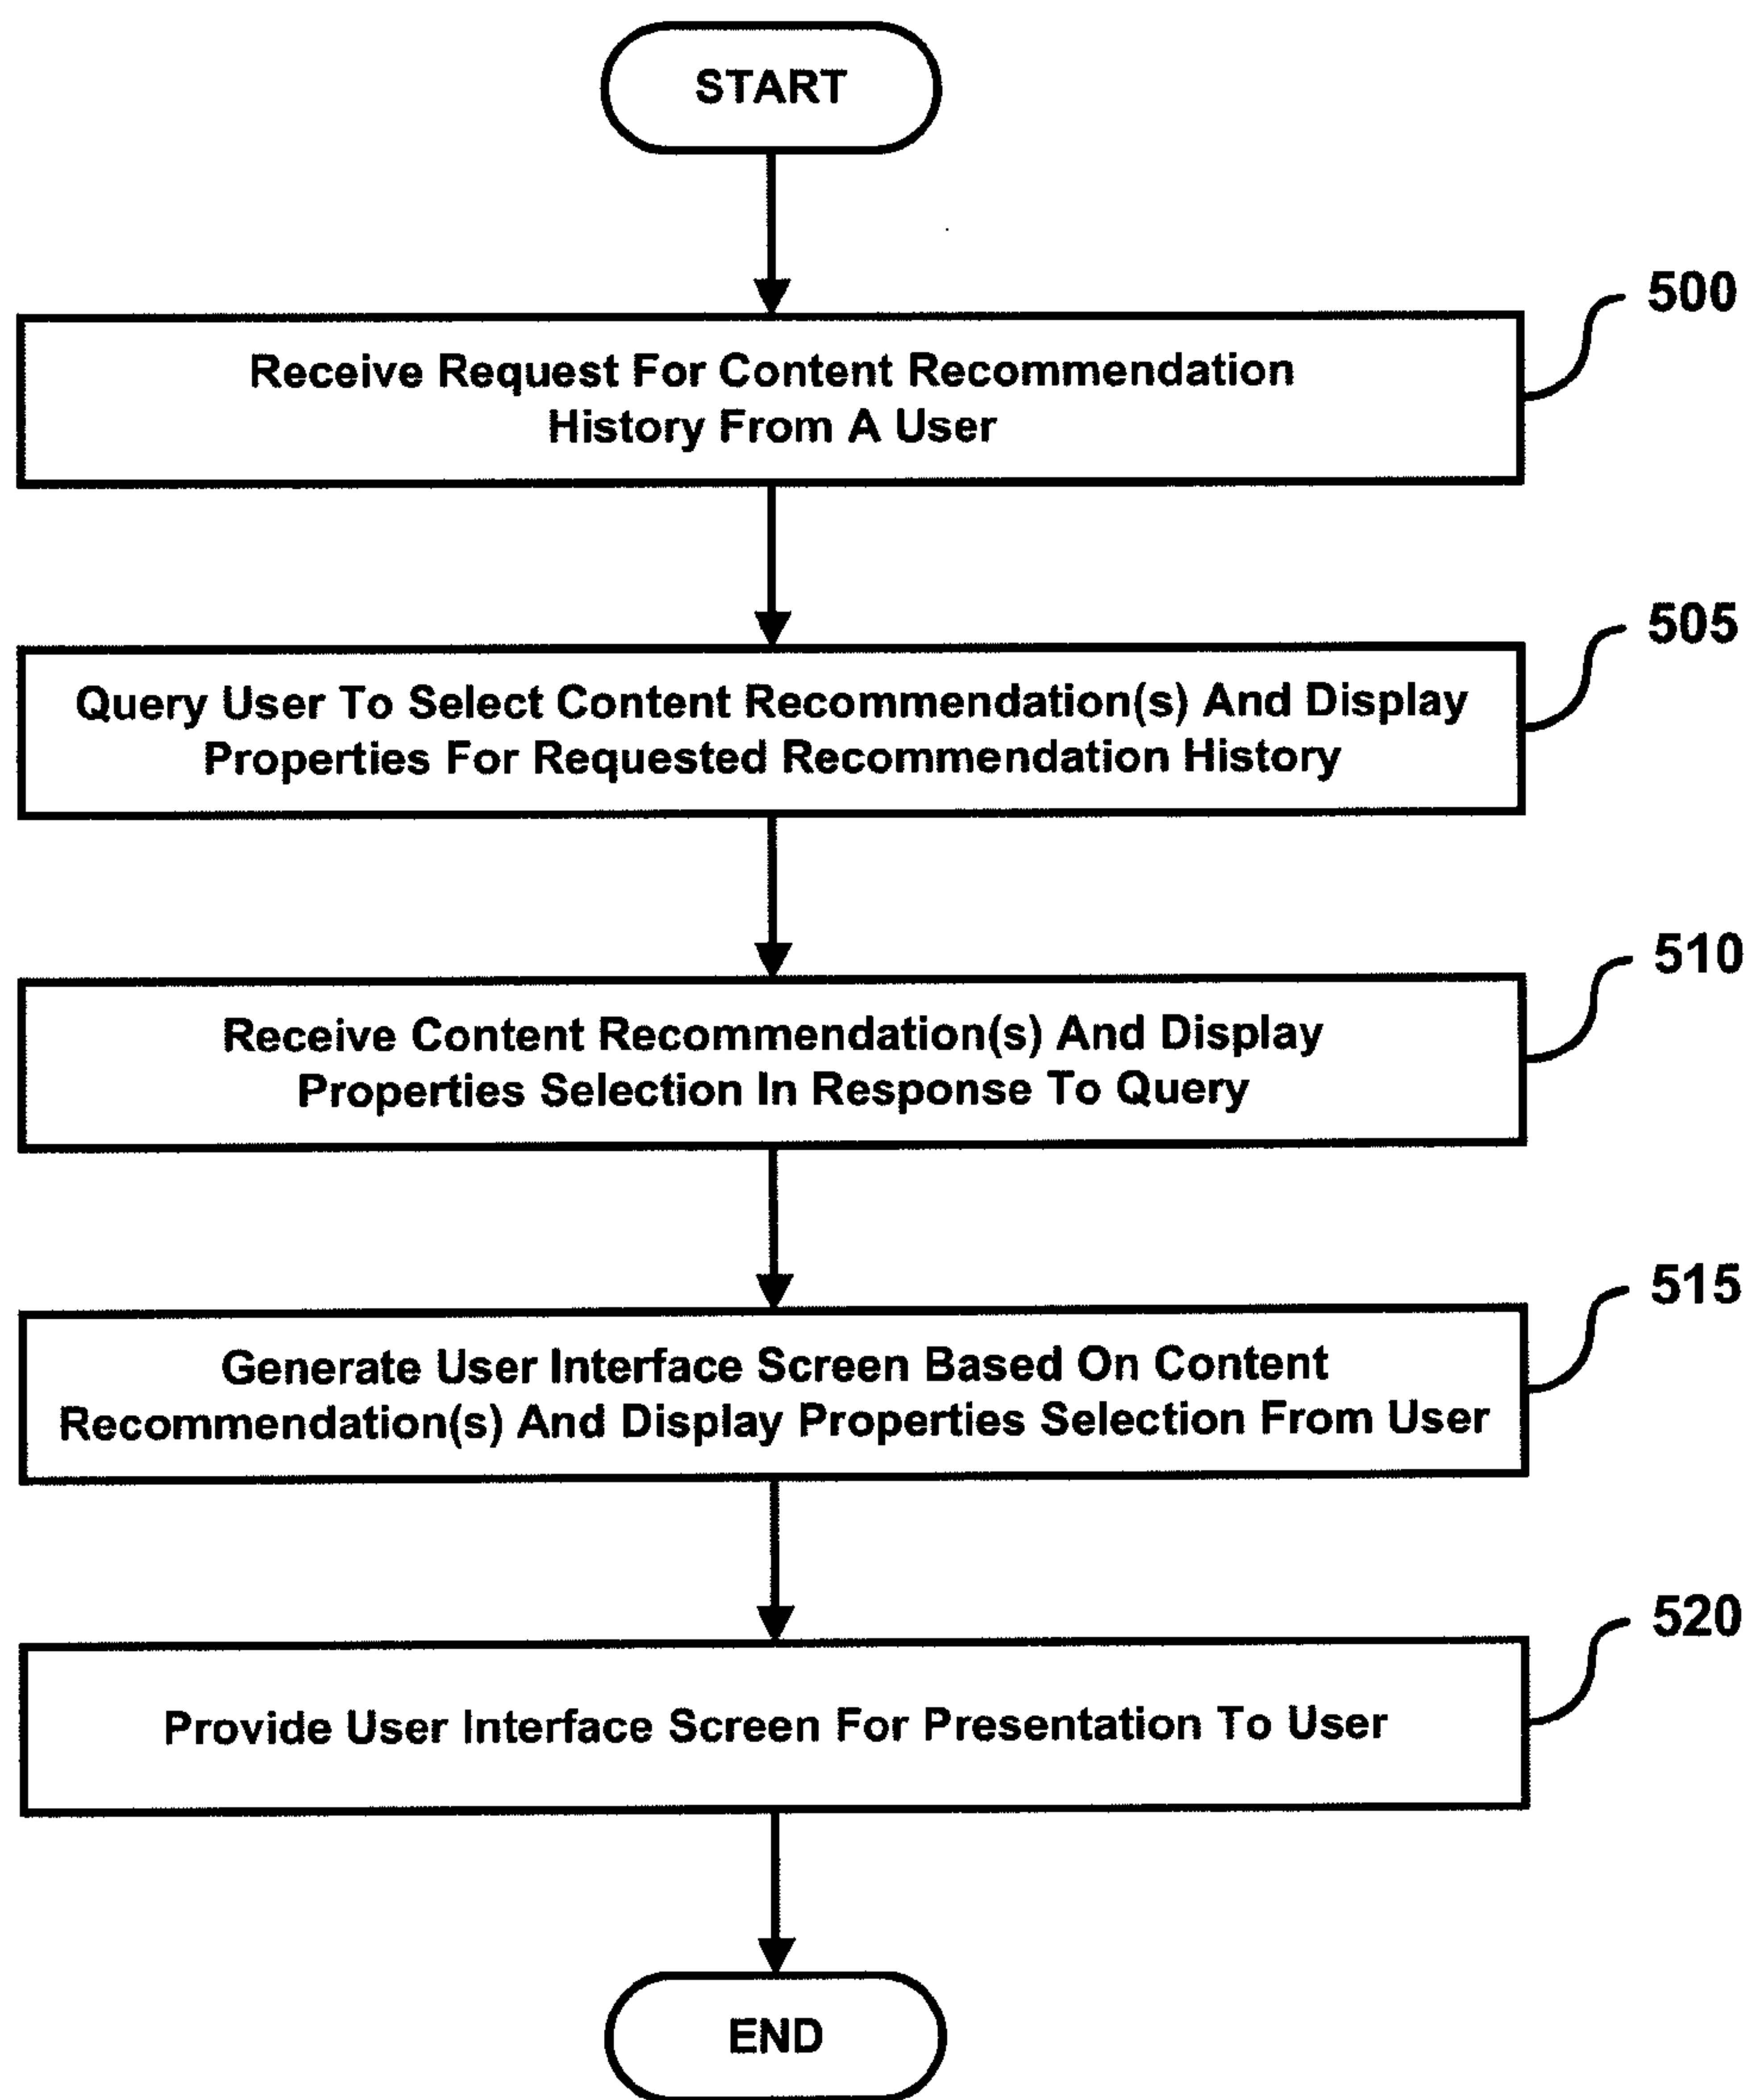 START
500
Receive Request For Content Recommendation
History From A User
505
Query User To Select Content Recommendation(s) And Display
Properties For Requested Recommendation History
510
Receive Content Recommendation(s) And Display
Properties Selection In Response To Query
515
Generate User Interface Screen Based On Content
Recommendation(s) And Display Properties Selection From User
520
Provide User Interface Screen For Presentation To User
END